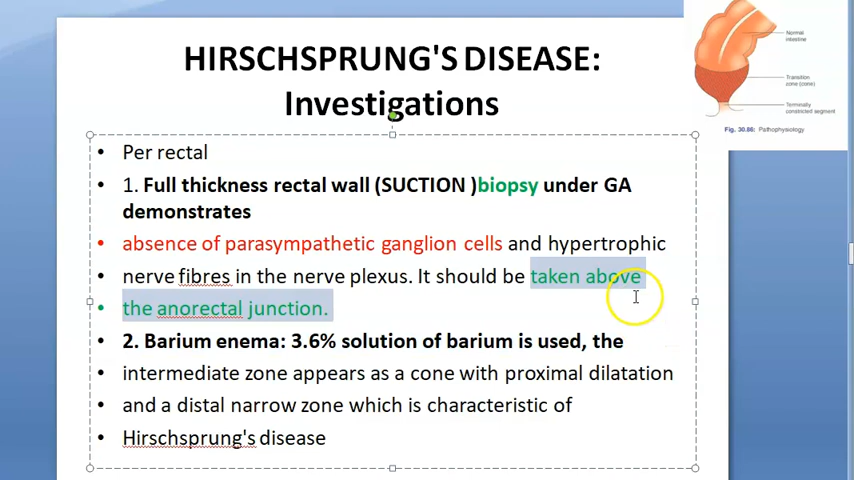 HIRSCHSPRUNG'S DISEASE:
Investigations
• Per rectal
• 1. Full thickness rectal wall (SUCTION )biopsy under GA
demonstrates
• absence of parasympathetic ganglion cells and hypertrophic
• nerve fibres in the nerve plexus. It should be taken above
• the anorectal junction.
• 2. Barium enema: 3.6% solution of barium is used, the
• intermediate zone appears as a cone with proximal dilatation
• and a distal narrow zone which is characteristic of
• Hirschsprung's disease
Normal
intestine
Transition
zone (cone)
Terminally
constricted segment
Fig. 30.86: Pathophysiology